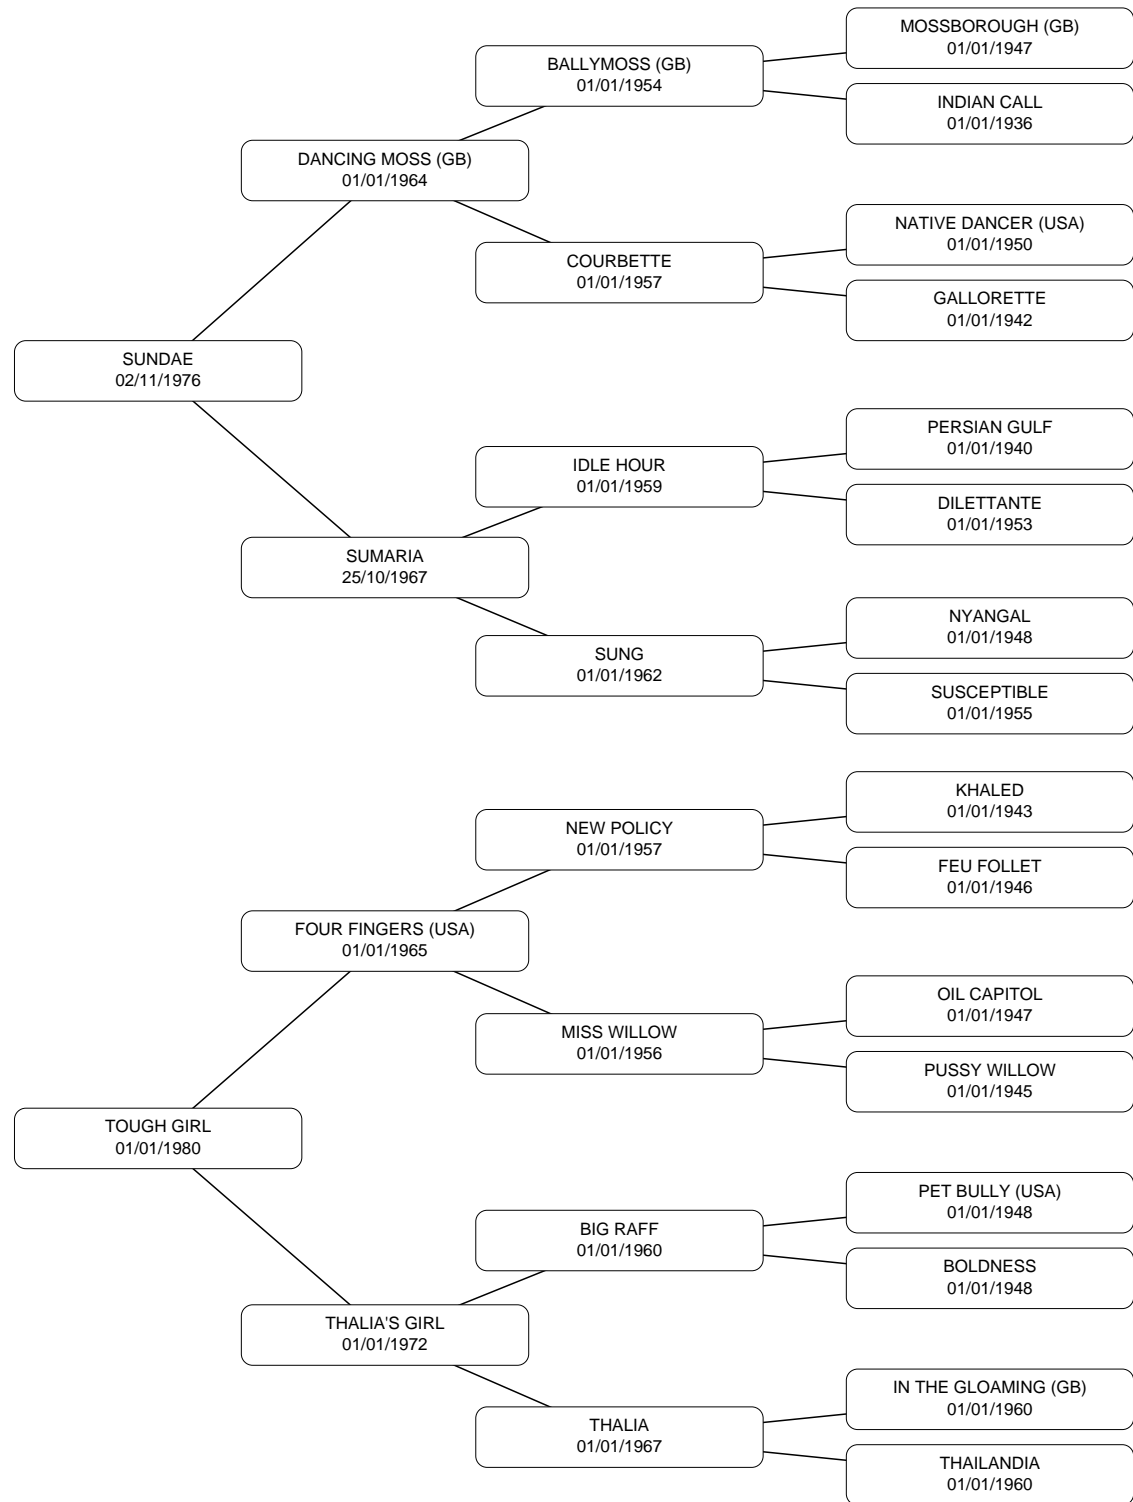 MOSSBOROUGH (GB)
01/01/1947
BALLYMOSS (GB)
01/01/1954
INDIAN CALL
01/01/1936
DANCING MOSS (GB)
01/01/1964
NATIVE DANCER (USA)
01/01/1950
COURBETTE
01/01/1957
GALLORETTE
01/01/1942
SUNDAE
02/11/1976
PERSIAN GULF
01/01/1940
IDLE HOUR
01/01/1959
DILETTANTE
01/01/1953
SUMARIA
25/10/1967
NYANGAL
01/01/1948
SUNG
01/01/1962
SUSCEPTIBLE
01/01/1955
KHALED
01/01/1943
NEW POLICY
01/01/1957
FEU FOLLET
01/01/1946
FOUR FINGERS (USA)
01/01/1965
OIL CAPITOL
01/01/1947
MISS WILLOW
01/01/1956
PUSSY WILLOW
01/01/1945
TOUGH GIRL
01/01/1980
PET BULLY (USA)
01/01/1948
BIG RAFF
01/01/1960
BOLDNESS
01/01/1948
THALIA'S GIRL
01/01/1972
IN THE GLOAMING (GB)
01/01/1960
THALIA
01/01/1967
THAILANDIA
01/01/1960